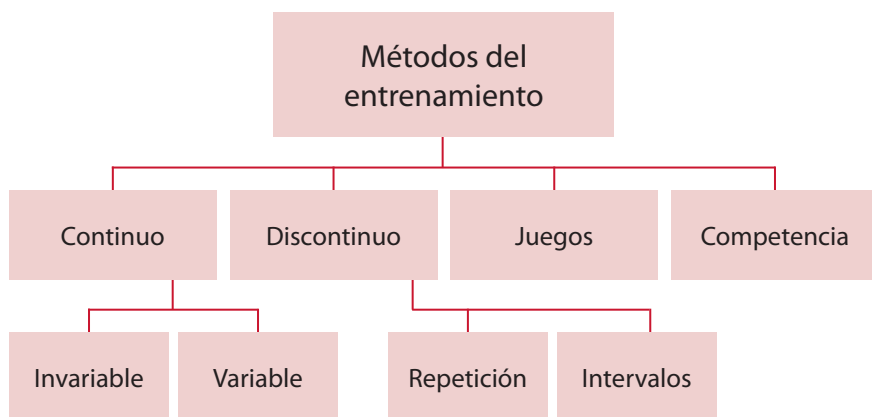 Métodos del
entrenamiento
Continuo
Discontinuo
Juegos
Competencia
Invariable
Variable
Repetición
Intervalos